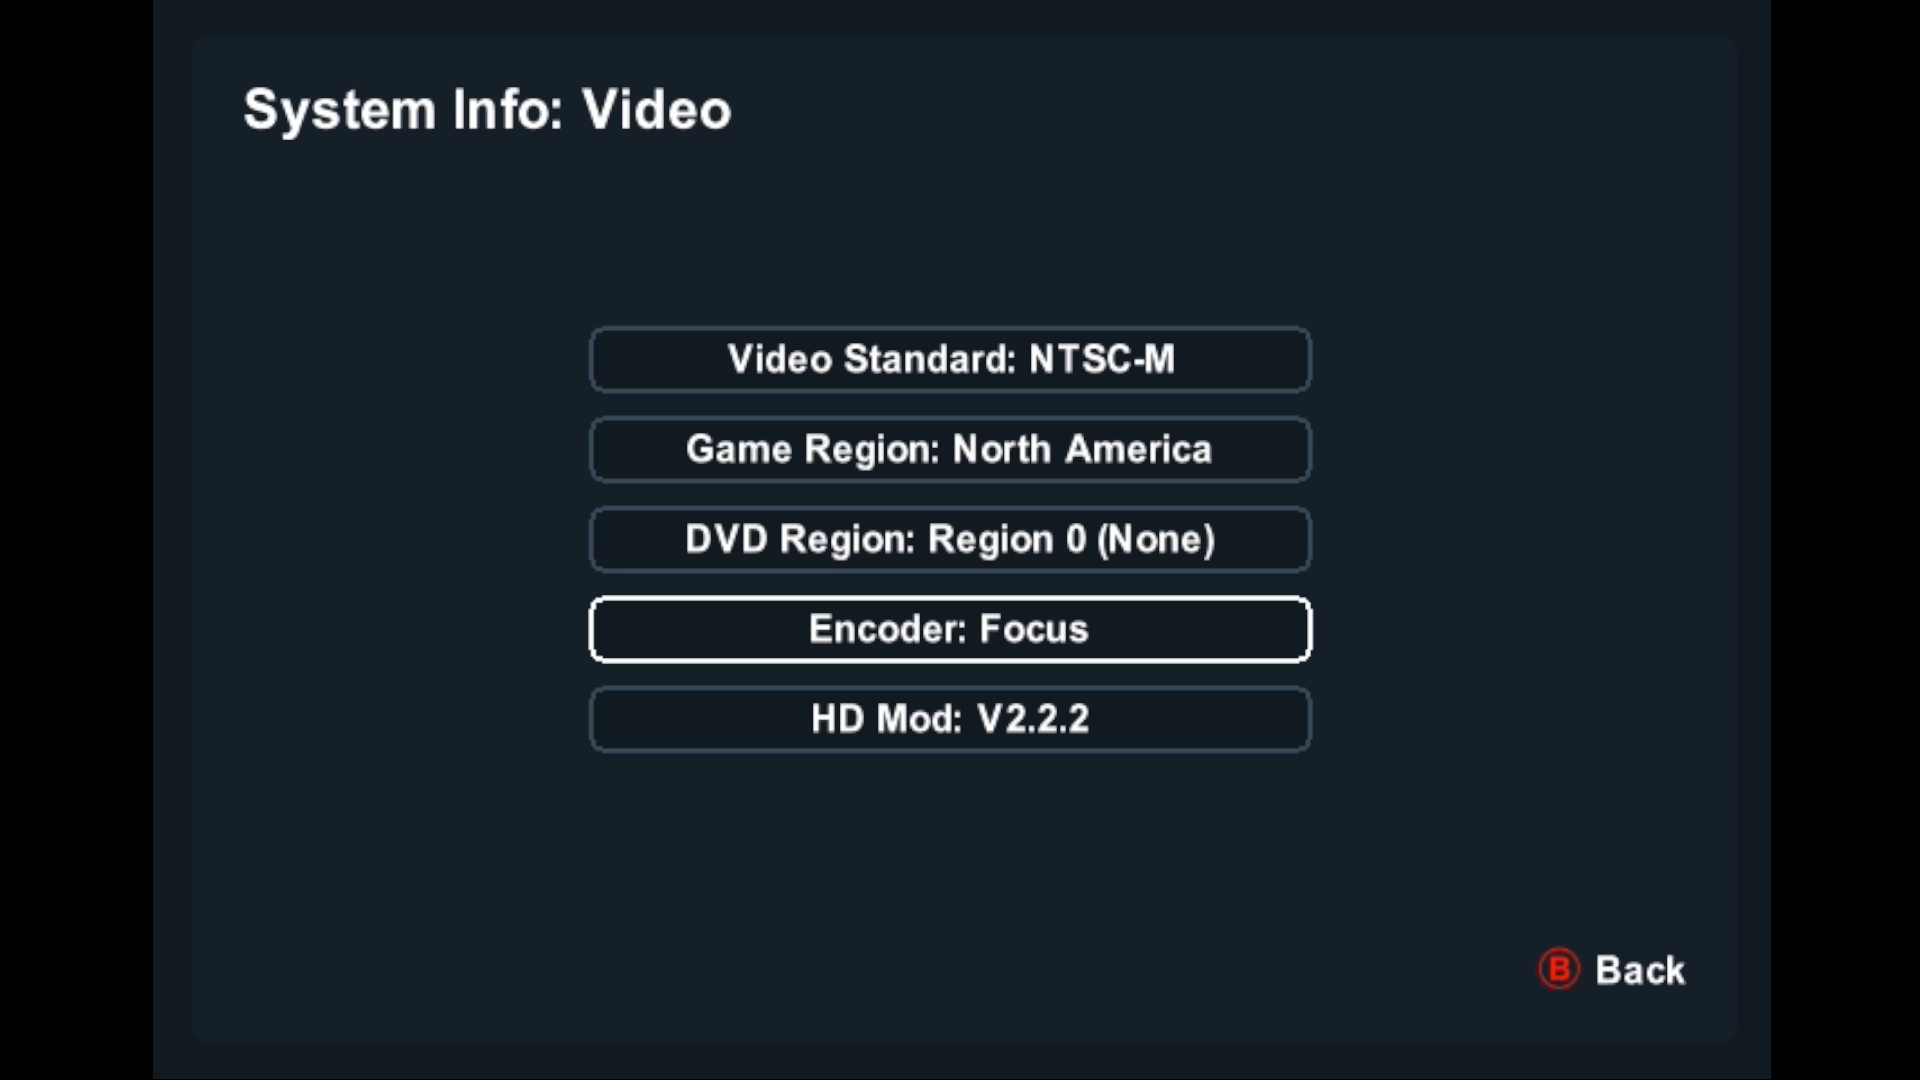 System Info: Video
Video Standard: NTSC-M
Game Region: North America
DVD Region: Region 0 (None)
Encoder: Focus
HD Mod: V2.2.2
B Back